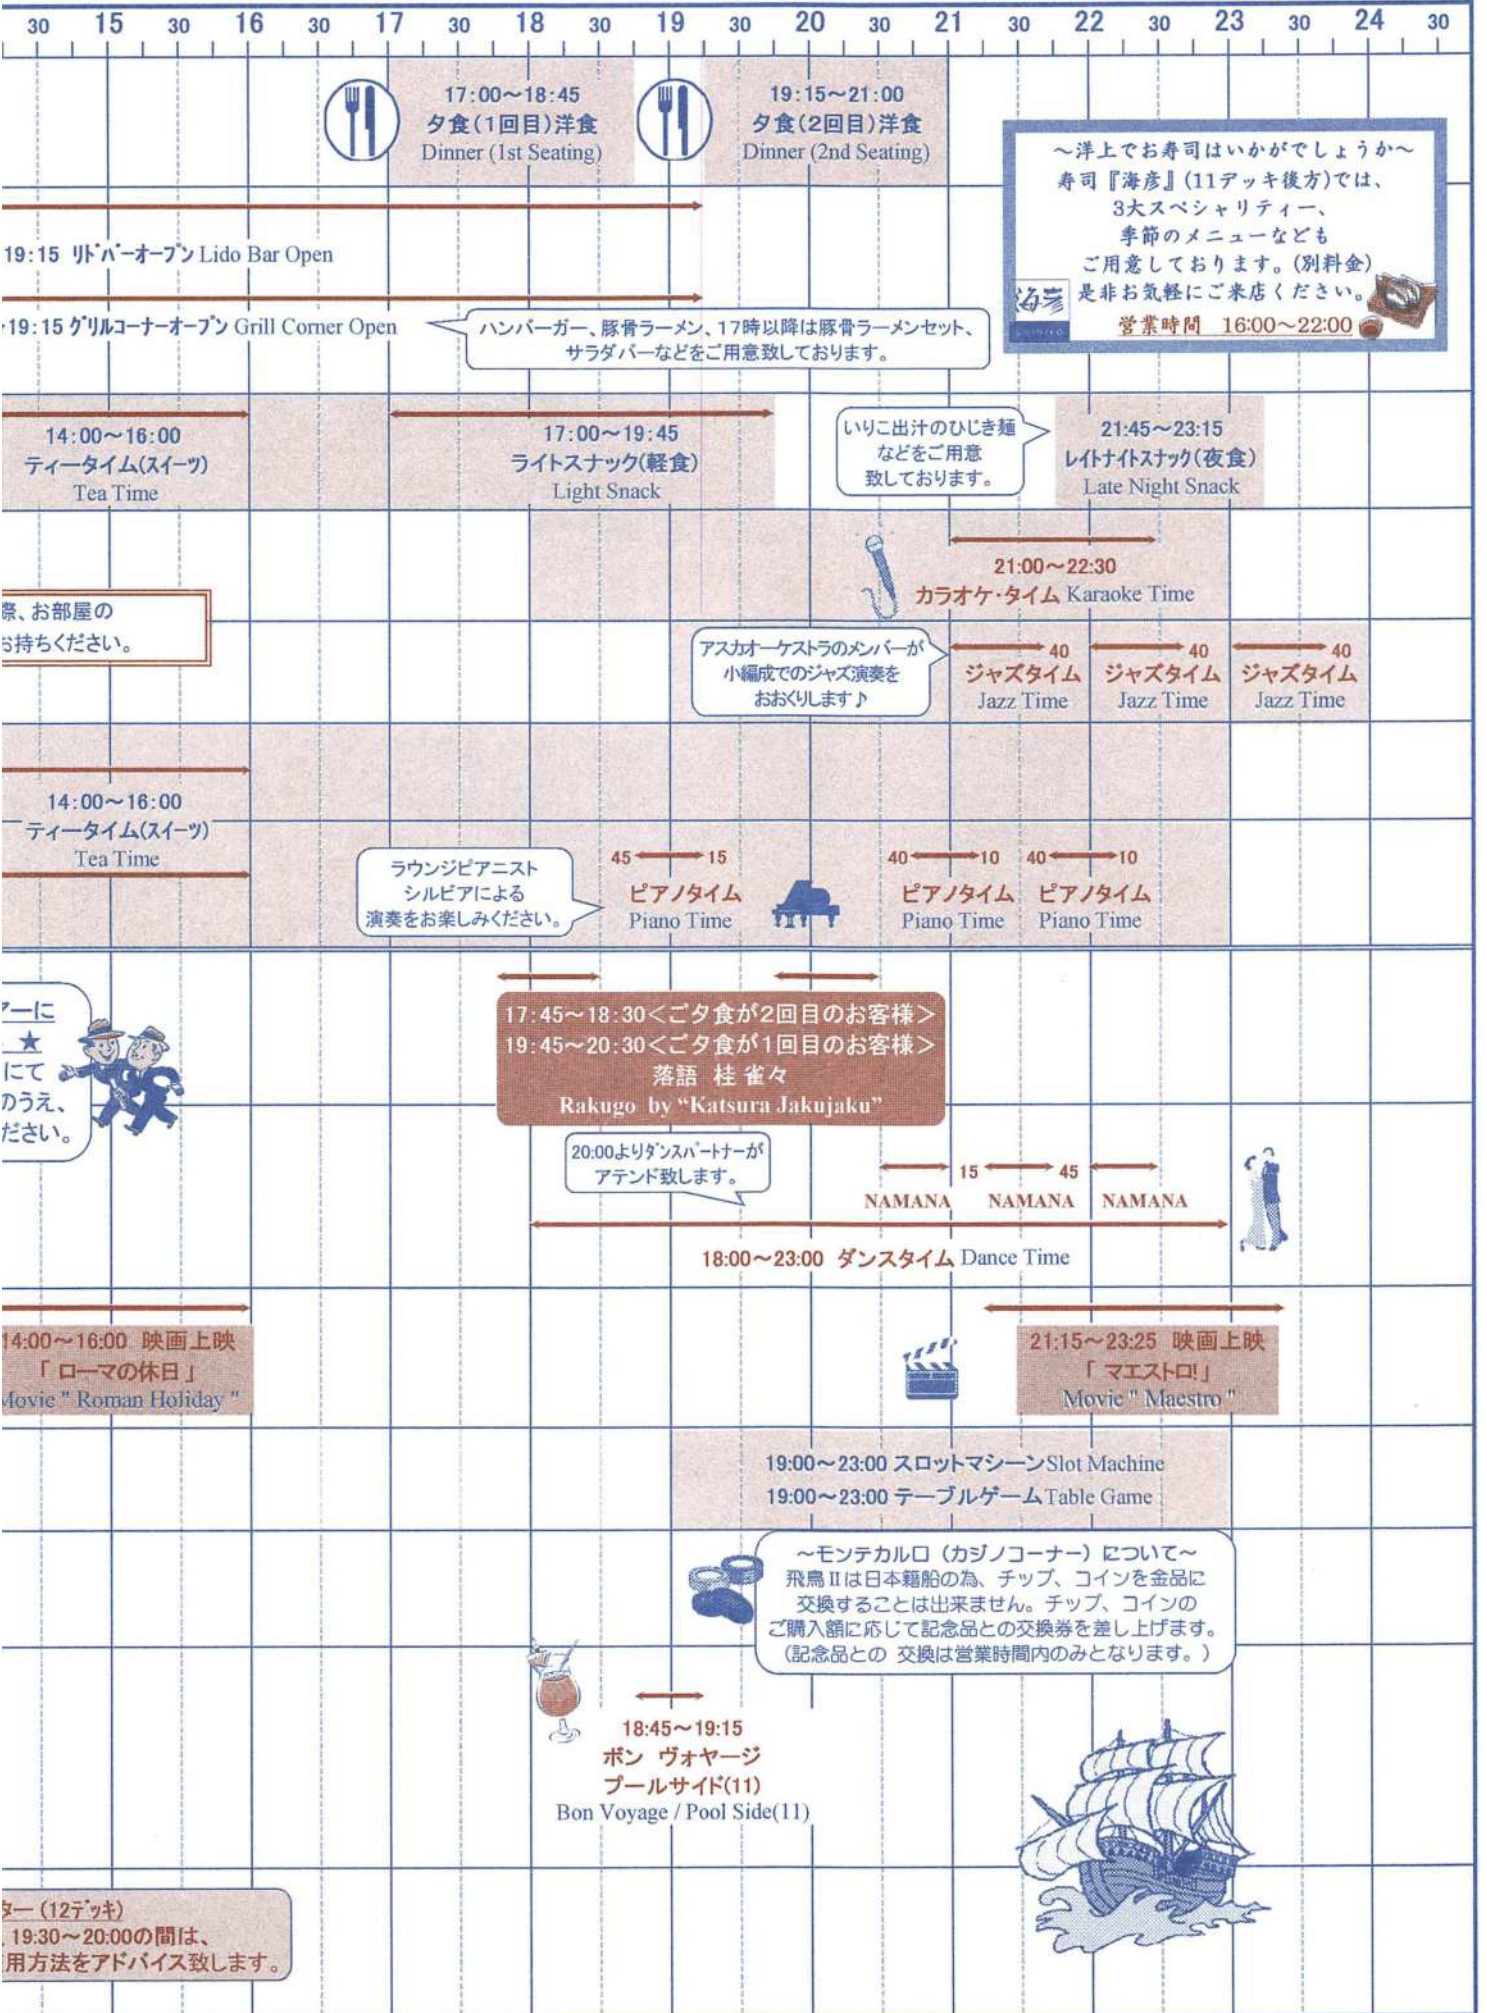 30 15 30 16 30 17 30 18 30 19 30 20 30 21 30 22 30 23 30 24 30
17:00～18:45
夕食(1回目)洋食
Dinner (1st Seating)
19:15～21:00
夕食(2回目)洋食
Dinner (2nd Seating)
～洋上でお寿司はいかがでしょうか～
寿司『海彦』(11デッキ後方)では、
3大スペシャリティー、
季節のメニューなども
ご用意しております。(別料金)
是非お気軽にご来店ください。
営業時間 16:00～22:00
海彦
19:15 リドバーオープン Lido Bar Open
19:15 グリルコーナーオープン Grill Corner Open
ハンバーガー、豚骨ラーメン、17時以降は豚骨ラーメンセット、
サラダバーなどをご用意致しております。
14:00～16:00
ティータイム(スイーツ)
Tea Time
17:00～19:45
ライトスナック(軽食)
Light Snack
いりこ出汁のひじき麺
などをご用意
致しております。
21:45～23:15
レイトナイトスナック(夜食)
Late Night Snack
21:00～22:30
カラオケ・タイム Karaoke Time
際、お部屋の
お持ちください。
アスカオーケストラのメンバーが
小編成でのジャズ演奏を
おおくりします♪
40
ジャズタイム
Jazz Time
40
ジャズタイム
Jazz Time
40
ジャズタイム
Jazz Time
14:00～16:00
ティータイム(スイーツ)
Tea Time
ラウンジピアニスト
シルビアによる
演奏をお楽しみください。
45 15
ピアノタイム
Piano Time
40 10
ピアノタイム
Piano Time
40 10
ピアノタイム
Piano Time
アーに
★
にて
のうえ、
ださい。
17:45～18:30＜ご夕食が2回目のお客様＞
19:45～20:30＜ご夕食が1回目のお客様＞
落語 桂 雀々
Rakugo by “Katsura Jakujaku”
20:00よりダンスパートナーが
アテンド致します。
15 45
NAMANA NAMANA NAMANA
18:00～23:00 ダンスタイム Dance Time
14:00～16:00 映画上映
「 ローマの休日 」
Movie " Roman Holiday "
21:15～23:25 映画上映
「 マエストロ!」
Movie " Maestro "
19:00～23:00 スロットマシーンSlot Machine
19:00～23:00 テーブルゲームTable Game
～モンテカルロ（カジノコーナー）について～
飛鳥Ⅱは日本籍船の為、チップ、コインを金品に
交換することは出来ません。チップ、コインの
ご購入額に応じて記念品との交換券を差し上げます。
（記念品との 交換は営業時間内のみとなります。）
18:45～19:15
ボン ヴォヤージ
プールサイド(11)
Bon Voyage / Pool Side(11)
ター (12デッキ)
19:30～20:00の間は、
用方法をアドバイス致します。